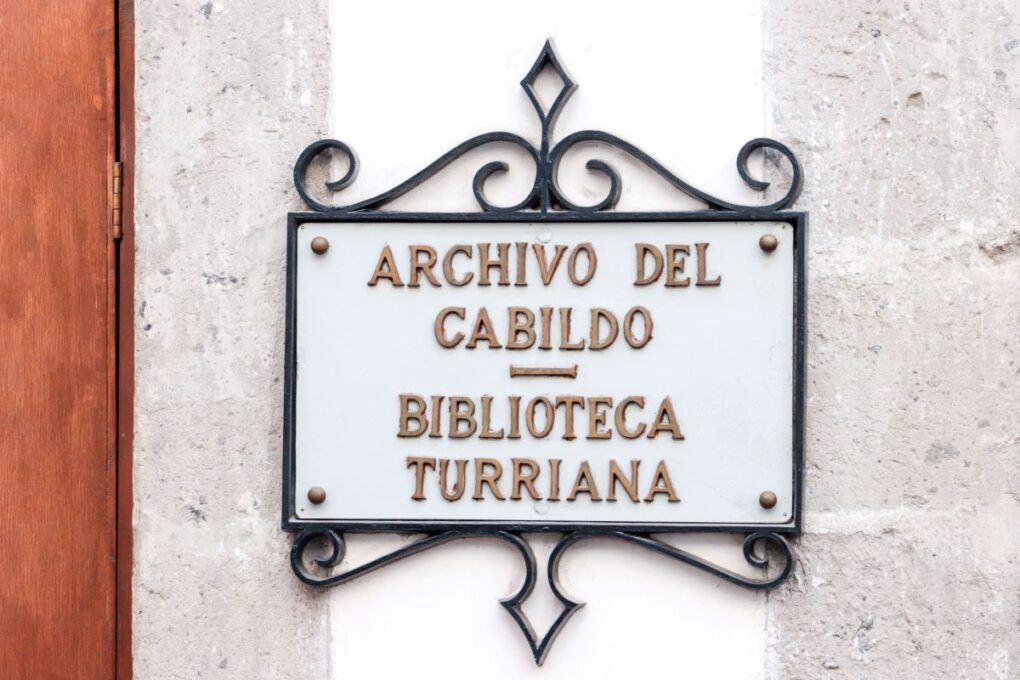 ARCHIVO DEL
CABILDO
BIBLIOTECA
TURRIANA